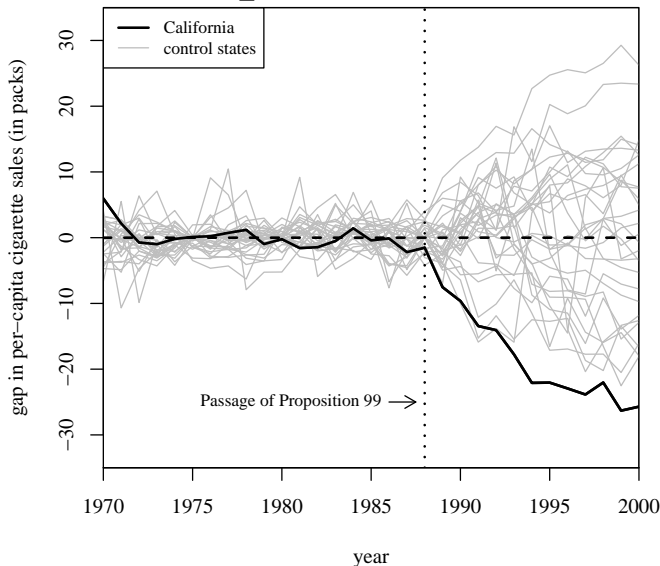 California
control states
gap in per−capita cigarette sales (in packs)
30
20
10
0
−10
−20
−30
Passage of Proposition 99
1970
1975
1980
1985
1990
1995
2000
year